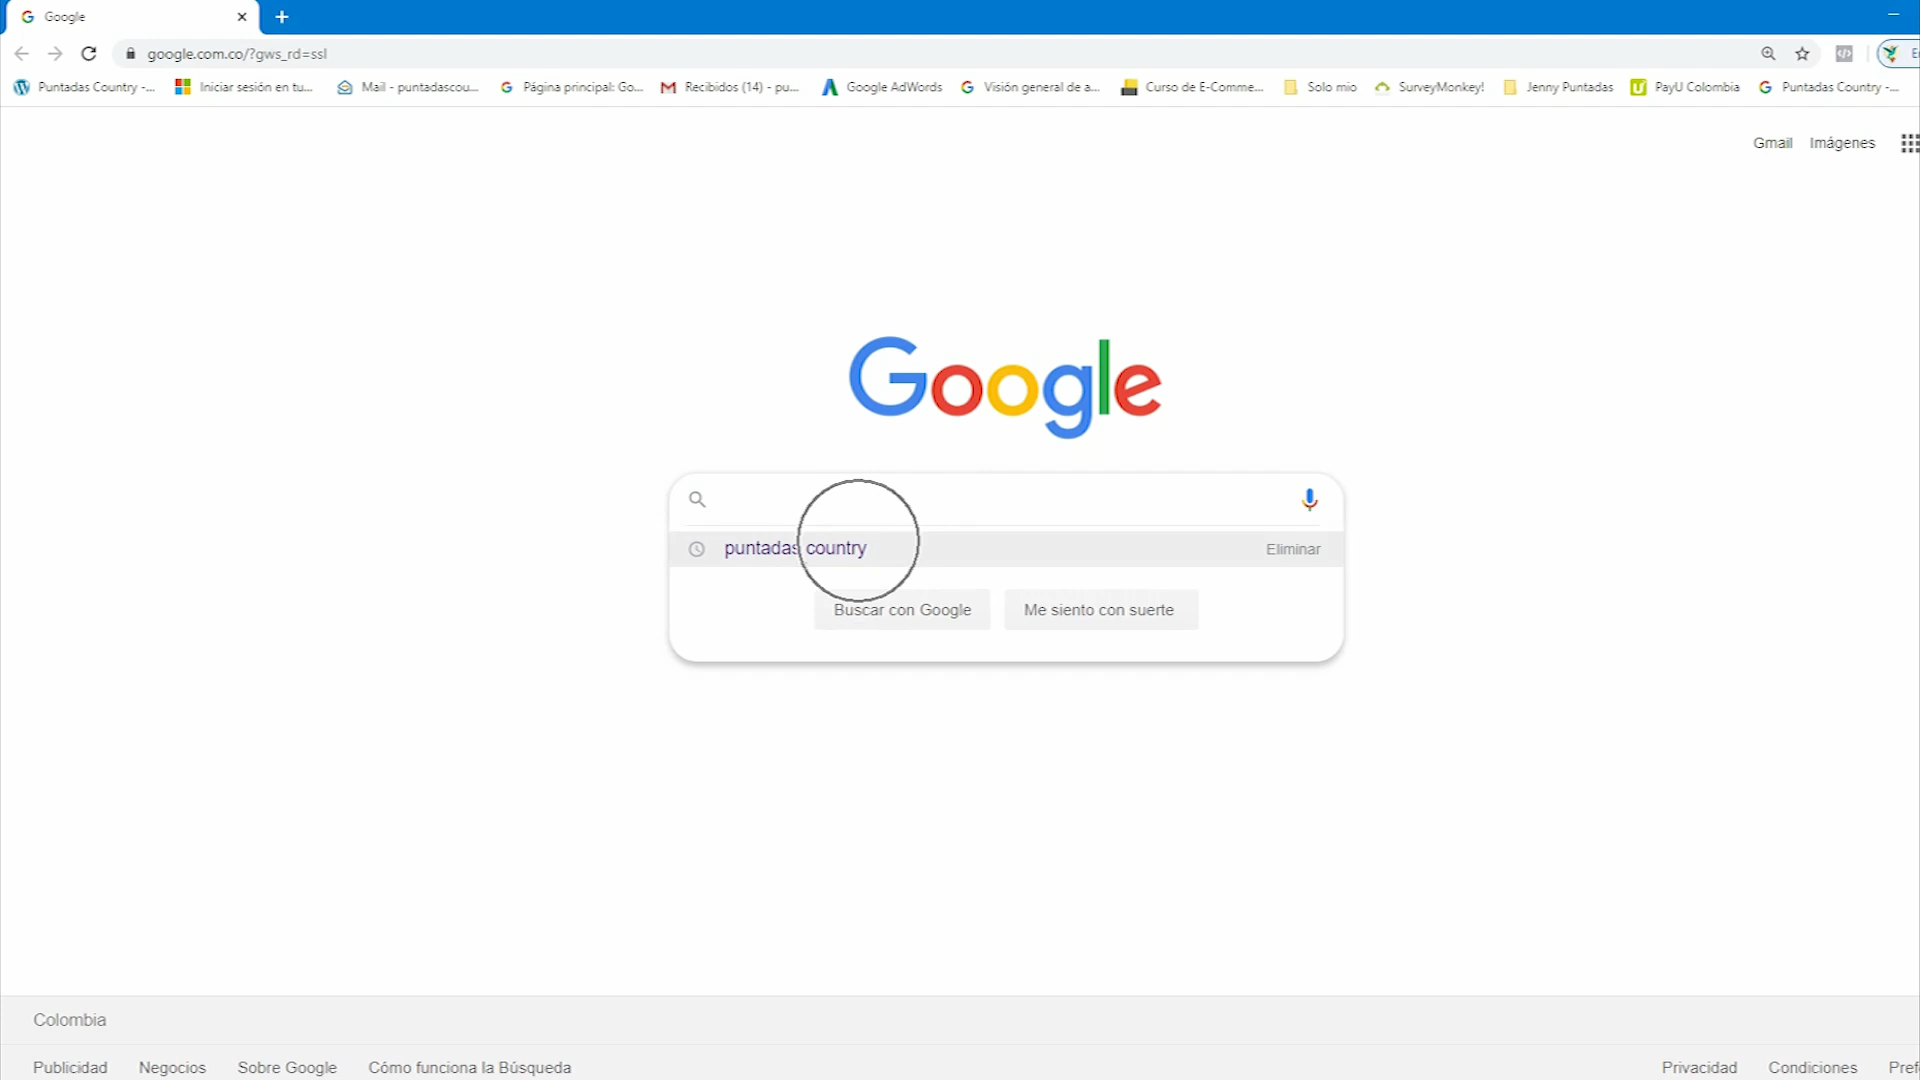 Google
google.com.co/?gws_rd=ssl
Puntadas Country -... Iniciar sesión en tu... Mail - puntadascou... Página principal: Go... Recibidos (14) - pu... Google AdWords Visión general de a... Curso de E-Comme... Solo mio SurveyMonkey! Jenny Puntadas PayU Colombia Puntadas Country -...
Gmail Imágenes
Google
puntadas country Eliminar
Buscar con Google Me siento con suerte
Colombia
Publicidad Negocios Sobre Google Cómo funciona la Búsqueda Privacidad Condiciones Pref